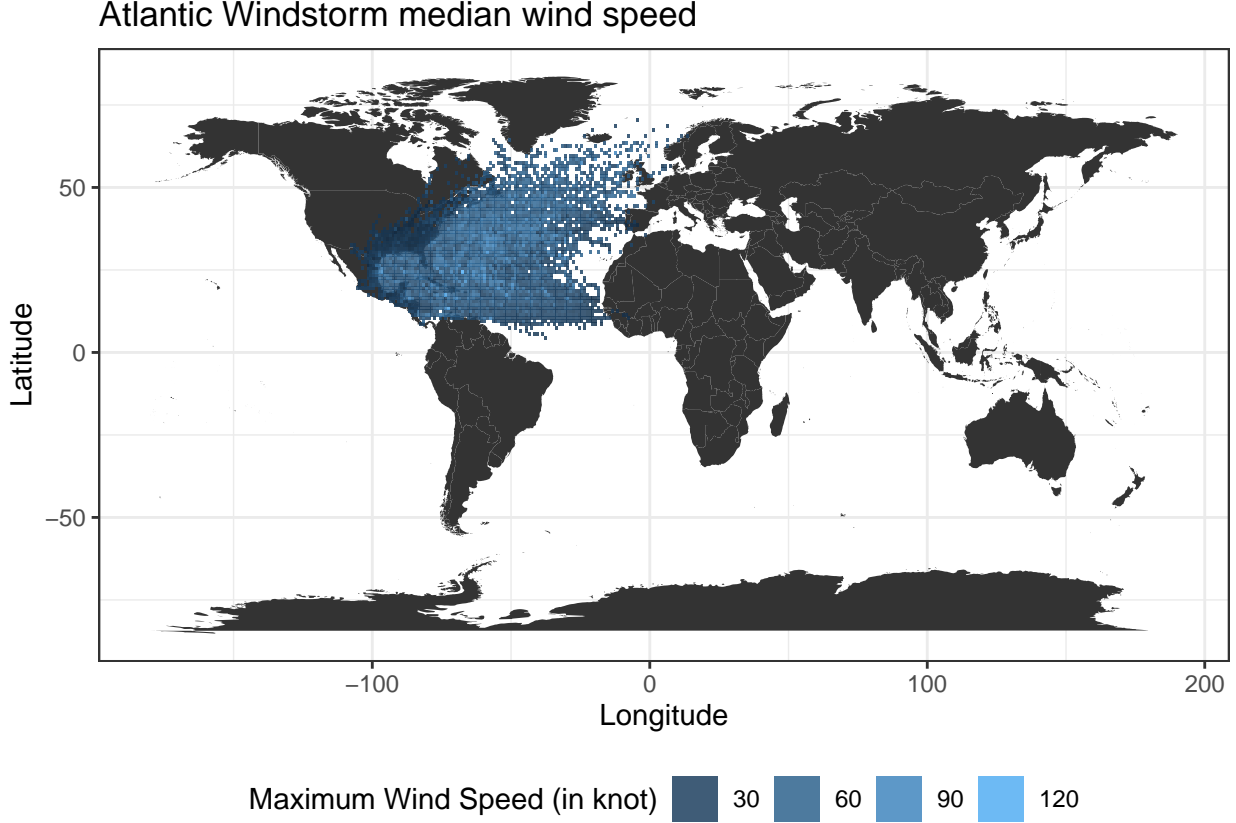 Atlantic Windstorm median wind speed
50
0
−50
Latitude
−100 0 100 200
Longitude
Maximum Wind Speed (in knot) 30 60 90 120